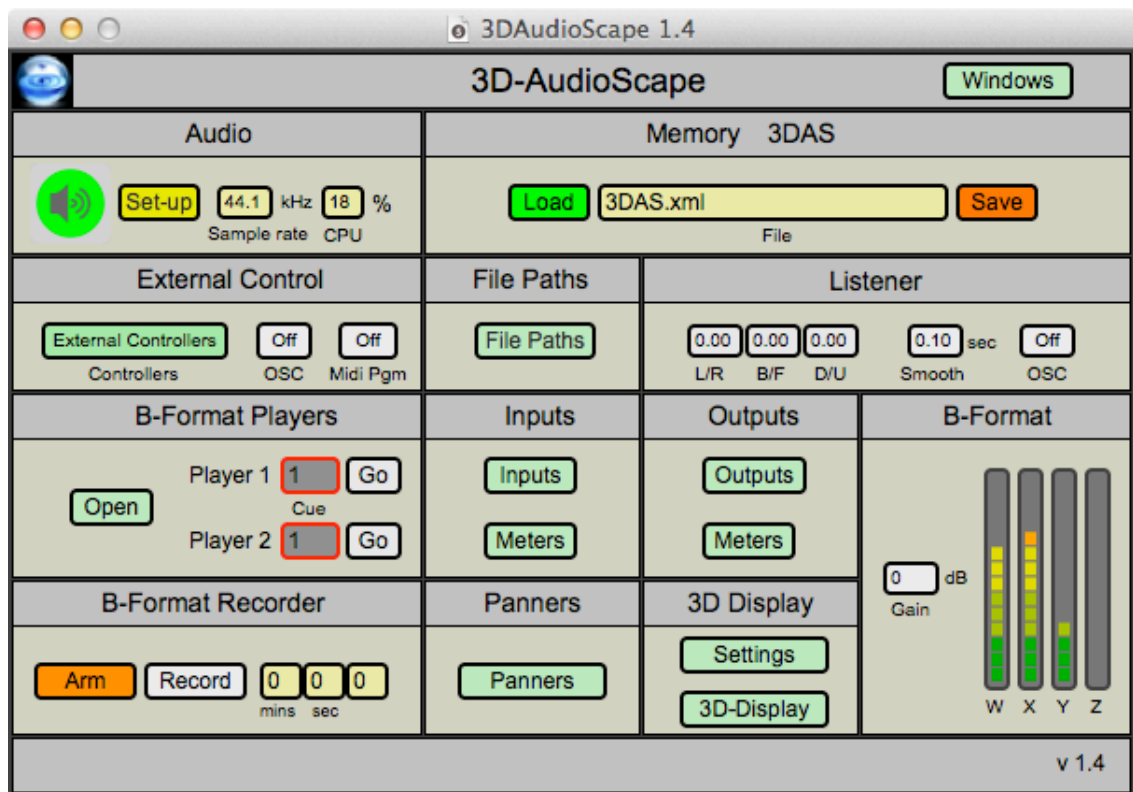 3DAudioScape 1.4
3D-AudioScape
Windows
Audio
Memory 3DAS
Set-up 44.1 kHz 18 %
Sample rate CPU
Load 3DAS.xml Save
File
External Control
File Paths
Listener
External Controllers Off Off
Controllers OSC Midi Pgm
File Paths
0.00 0.00 0.00 0.10 sec Off
L/R B/F D/U Smooth OSC
B-Format Players
Inputs
Outputs
B-Format
Open
Player 1 1 Go
Cue
Player 2 1 Go
Inputs
Meters
Outputs
Meters
0 dB
Gain
W X Y Z
B-Format Recorder
Panners
3D Display
Arm Record 0 0 0
mins sec
Panners
Settings
3D-Display
v 1.4